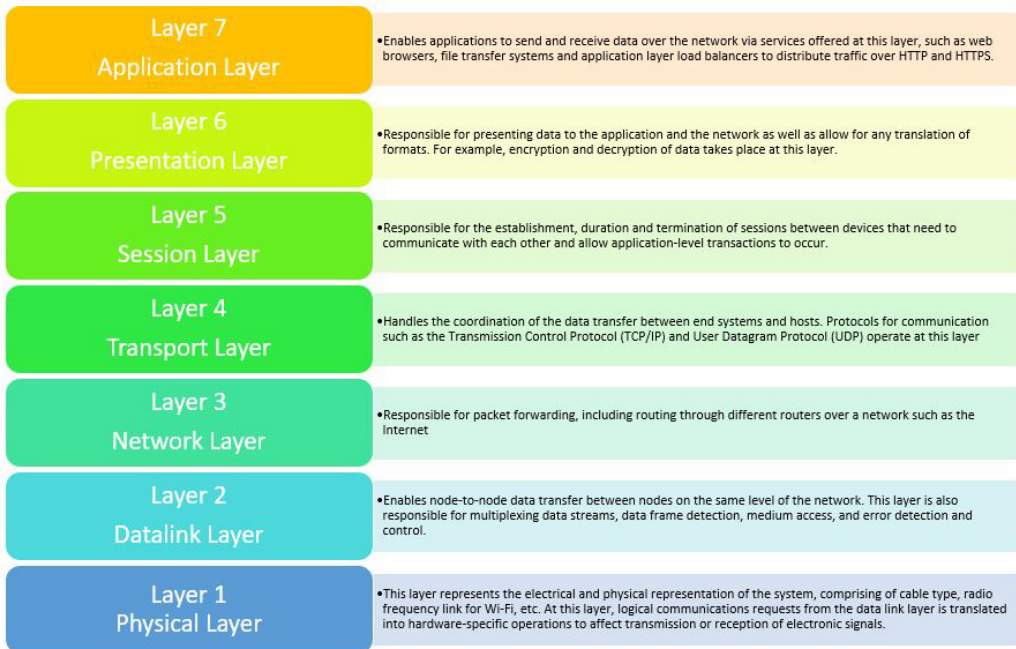 Layer 7
Application Layer
•Enables applications to send and receive data over the network via services offered at this layer, such as web
browsers, file transfer systems and application layer load balancers to distribute traffic over HTTP and HTTPS.
Layer 6
Presentation Layer
•Responsible for presenting data to the application and the network as well as allow for any translation of
formats. For example, encryption and decryption of data takes place at this layer.
Layer 5
Session Layer
•Responsible for the establishment, duration and termination of sessions between devices that need to
communicate with each other and allow application-level transactions to occur.
Layer 4
Transport Layer
•Handles the coordination of the data transfer between end systems and hosts. Protocols for communication
such as the Transmission Control Protocol (TCP/IP) and User Datagram Protocol (UDP) operate at this layer
Layer 3
Network Layer
•Responsible for packet forwarding, including routing through different routers over a network such as the
Internet
Layer 2
Datalink Layer
•Enables node-to-node data transfer between nodes on the same level of the network. This layer is also
responsible for multiplexing data streams, data frame detection, medium access, and error detection and
control.
Layer 1
Physical Layer
•This layer represents the electrical and physical representation of the system, comprising of cable type, radio
frequency link for Wi-Fi, etc. At this layer, logical communications requests from the data link layer is translated
into hardware-specific operations to affect transmission or reception of electronic signals.